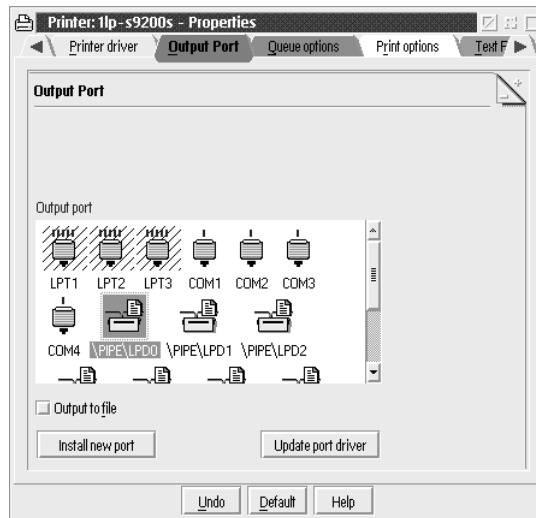 Printer: 1lp-s9200s - Properties
Printer driver Output Port Queue options Print options Text F
Output Port
Output port
LPT1 LPT2 LPT3 COM1 COM2 COM3
COM4 \PIPE\LPD0 \PIPE\LPD1 \PIPE\LPD2
Output to file
Install new port Update port driver
Undo Default Help